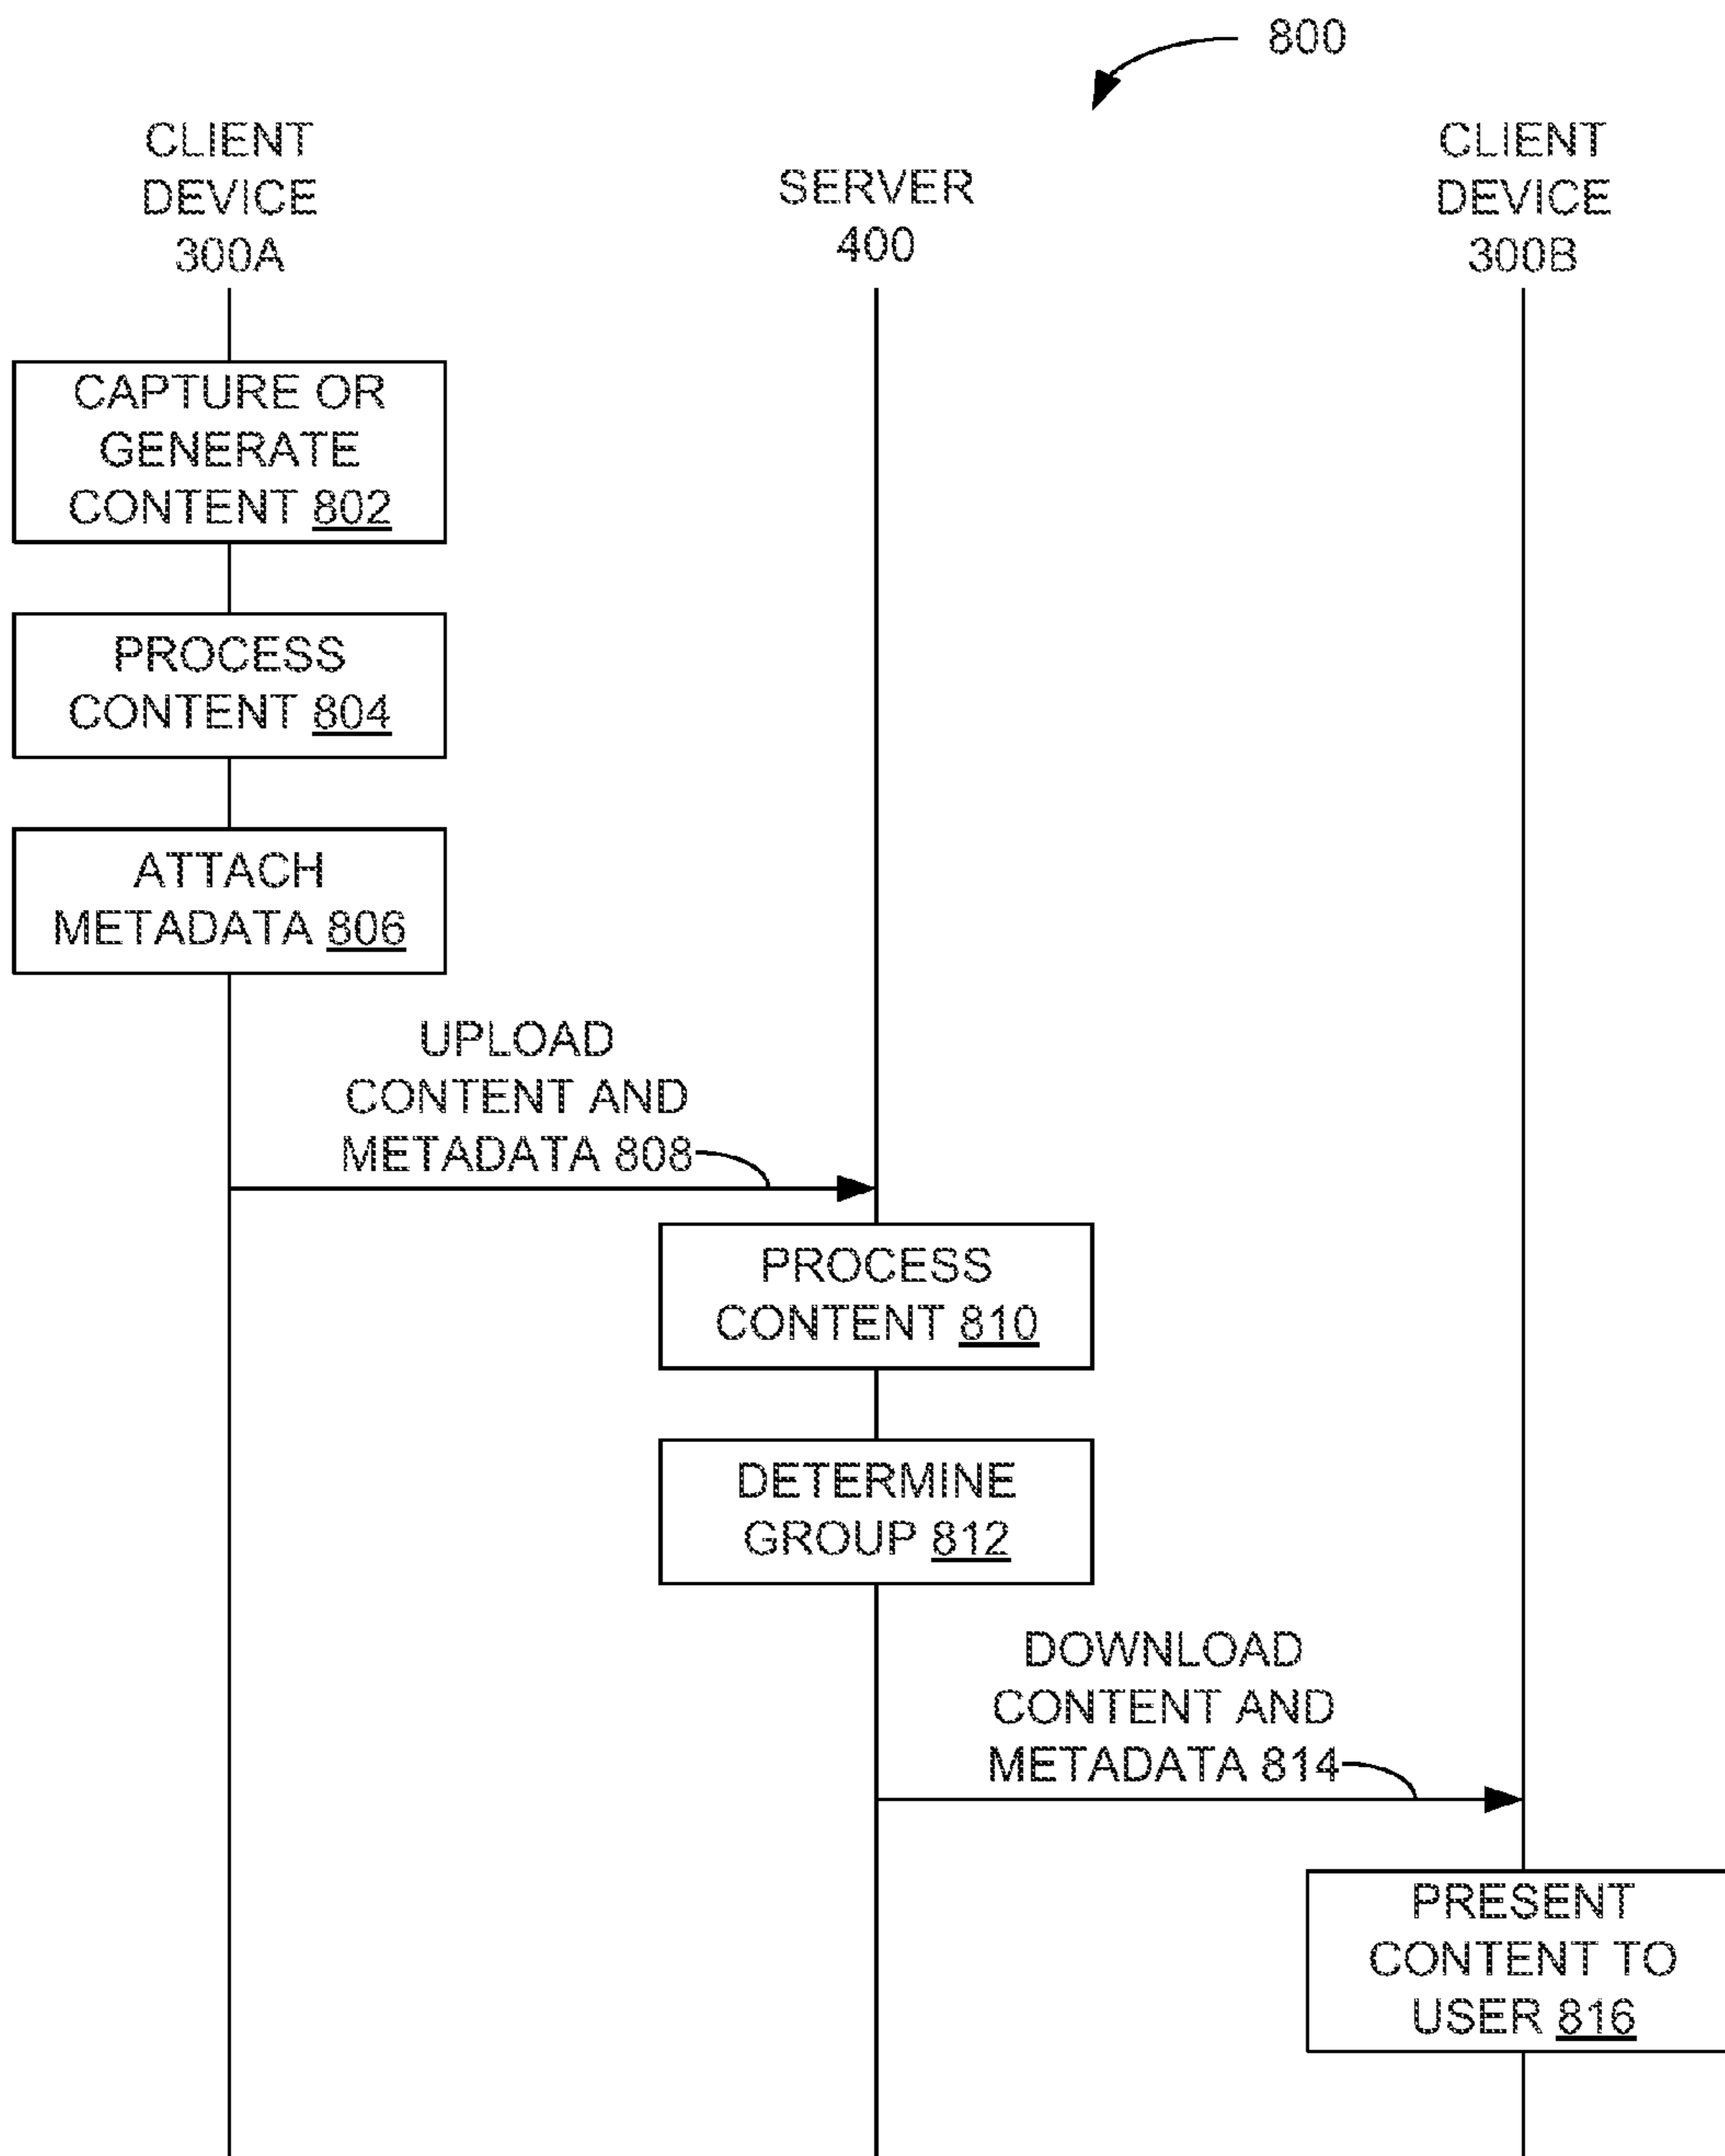 800
CLIENT
DEVICE
300A
SERVER
400
CLIENT
DEVICE
300B
CAPTURE OR
GENERATE
CONTENT 802
PROCESS
CONTENT 804
ATTACH
METADATA 806
UPLOAD
CONTENT AND
METADATA 808
PROCESS
CONTENT 810
DETERMINE
GROUP 812
DOWNLOAD
CONTENT AND
METADATA 814
PRESENT
CONTENT TO
USER 816